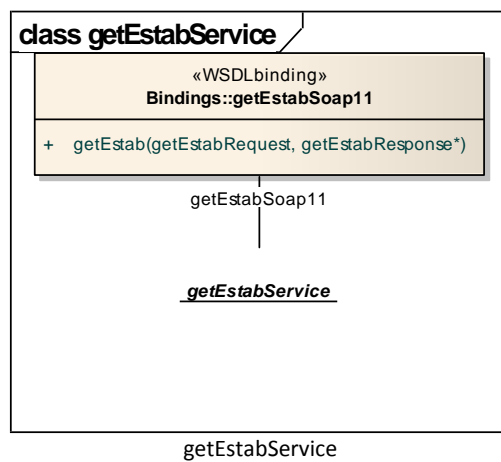 class getEstabService
«WSDLbinding»
Bindings::getEstabSoap11
+ getEstab(getEstabRequest, getEstabResponse*)
getEstabSoap11
getEstabService
getEstabService